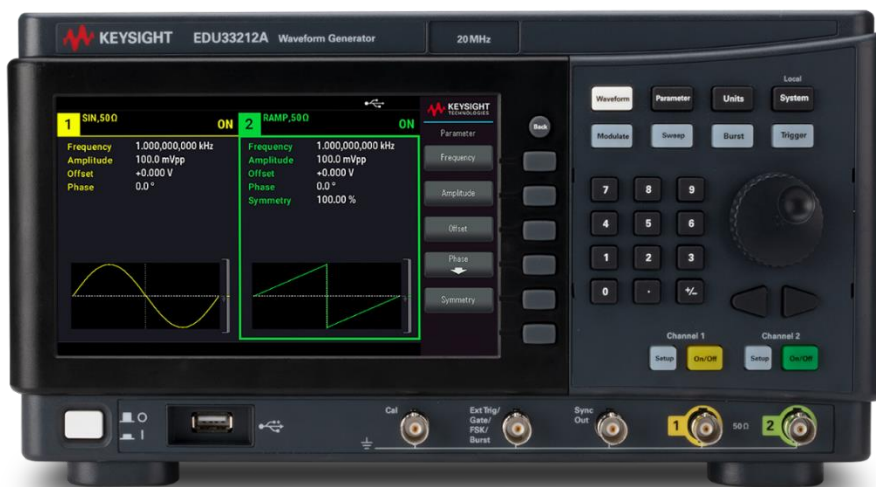 KEYSIGHT EDU33212A Waveform Generator 20 MHz
1 SIN,50Ω ON
Frequency 1.000,000,000 kHz
Amplitude 100.0 mVpp
Offset +0.000 V
Phase 0.0 °
2 RAMP,50Ω ON
Frequency 1.000,000,000 kHz
Amplitude 100.0 mVpp
Offset +0.000 V
Phase 0.0 °
Symmetry 100.00 %
KEYSIGHT
TECHNOLOGIES
Parameter
Frequency
Amplitude
Offset
Phase
Symmetry
Back
Local
Waveform Parameter Units System
Modulate Sweep Burst Trigger
7 8 9
4 5 6
1 2 3
0 . +/-
Channel 1 Channel 2
Setup On/Off Setup On/Off
O
I
Cal
Ext Trig/
Gate/
FSK/
Burst
Sync
Out
1 50Ω 2